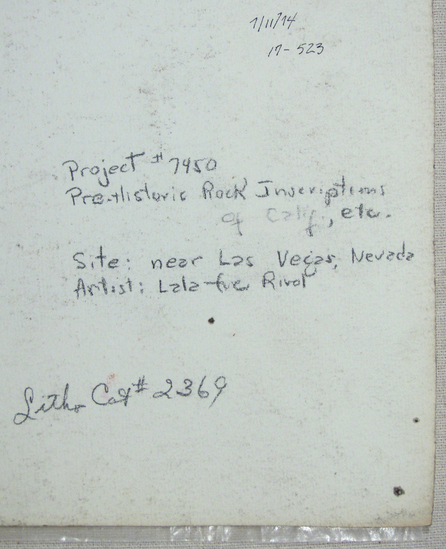 7/11/74
17-523
Project #7450
Pre-Historic Rock Inscriptions
of Calif., etc.
Site: near Las Vegas, Nevada
Artist: Lala Eve Rivol
Litho Cat# 2369